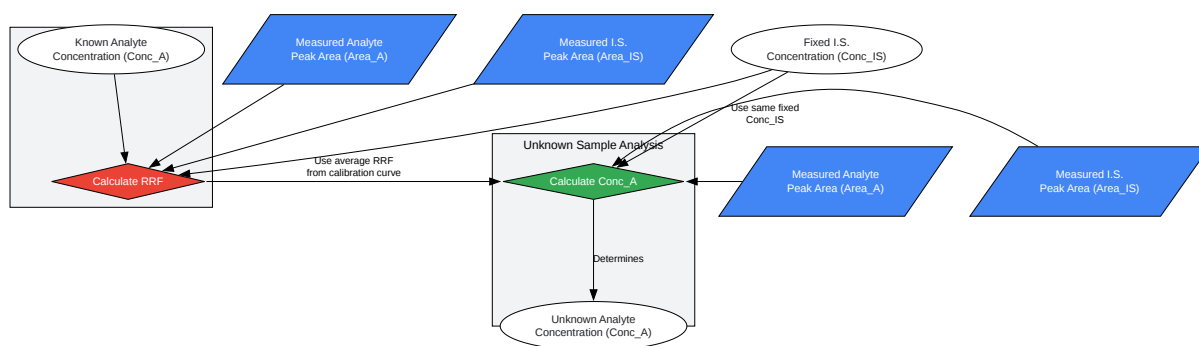 Known Analyte
Concentration (Conc_A)
Measured Analyte
Peak Area (Area_A)
Measured I.S.
Peak Area (Area_IS)
Fixed I.S.
Concentration (Conc_IS)
Use same fixed
Conc_IS
Unknown Sample Analysis
Use average RRF
from calibration curve
Calculate RRF
Calculate Conc_A
Measured Analyte
Peak Area (Area_A)
Measured I.S.
Peak Area (Area_IS)
Determines
Unknown Analyte
Concentration (Conc_A)